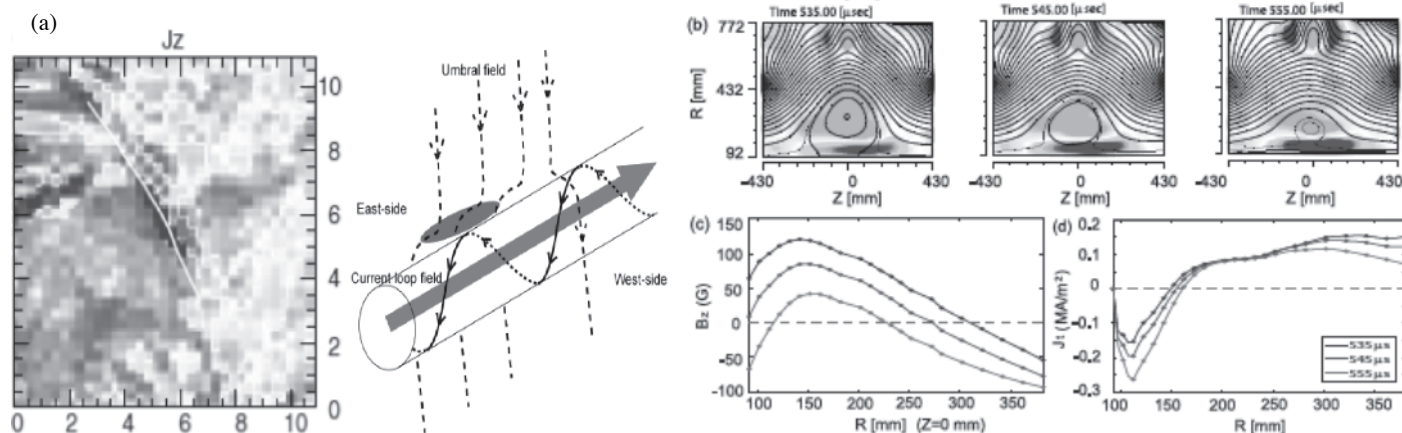 (a)
Jz
10
8
6
4
2
0
0 2 4 6 8 10
Umbral field
East-side
Current loop field
West-side
(b)
Time 535.00 [μsec]
Time 545.00 [μsec]
Time 555.00 [μsec]
772
432
92
R [mm]
-430 0 430
-430 0 430
-430 0 430
Z [mm]
Z [mm]
Z [mm]
(c)
150
100
50
0
-50
-100
Bz (G)
100 150 200 250 300 350
R [mm] (Z=0 mm)
(d)
0.2
0.1
0
-0.1
-0.2
-0.3
Jt (MA/m²)
535μs
545μs
555μs
100 150 200 250 300 350
R [mm]